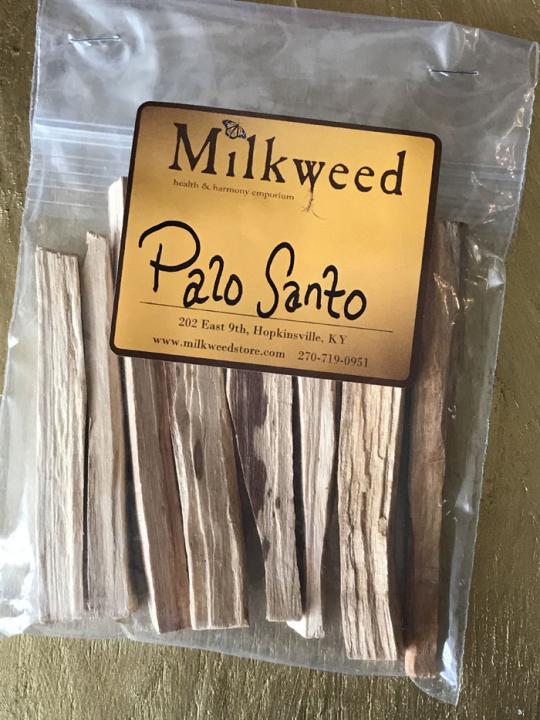 Milkweed
health & harmony emporium
Palo Santo
202 East 9th, Hopkinsville, KY
www.milkweedstore.com 270-719-0951